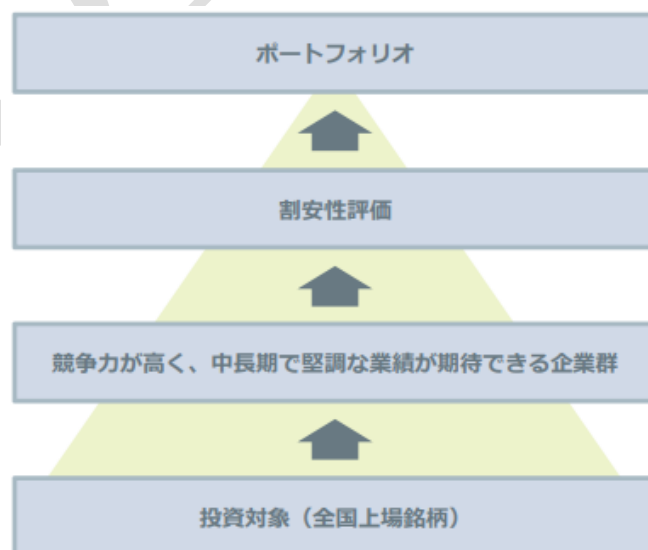 ポートフォリオ
割安性評価
競争力が高く、中長期で堅調な業績が期待できる企業群
投資対象（全国上場銘柄）